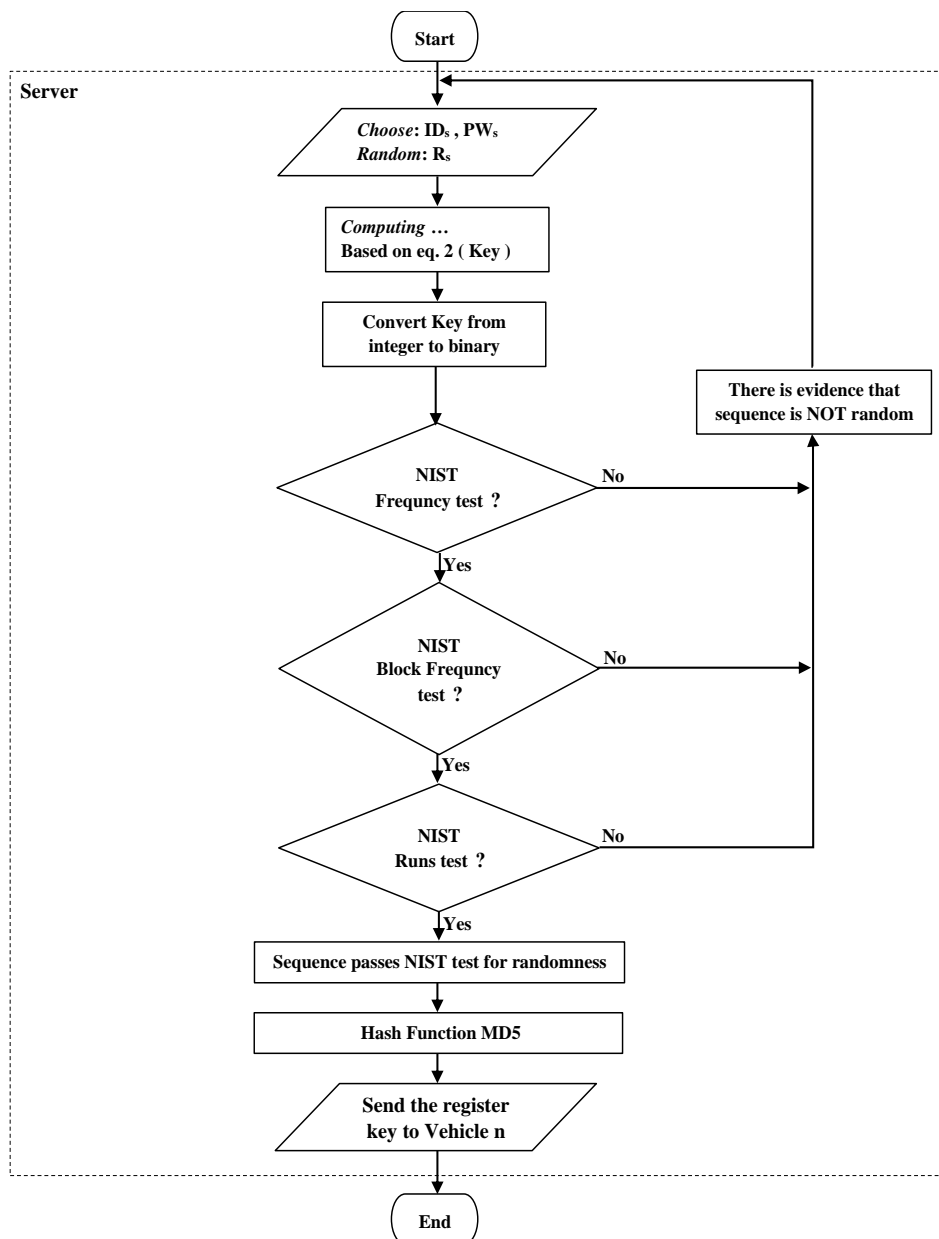 Start
Server
Choose: IDs , PWs
Random: Rs
Computing ...
Based on eq. 2 ( Key )
Convert Key from
integer to binary
There is evidence that
sequence is NOT random
NIST
Frequncy test ?
No
Yes
NIST
Block Frequncy
test ?
No
Yes
NIST
Runs test ?
No
Yes
Sequence passes NIST test for randomness
Hash Function MD5
Send the register
key to Vehicle n
End